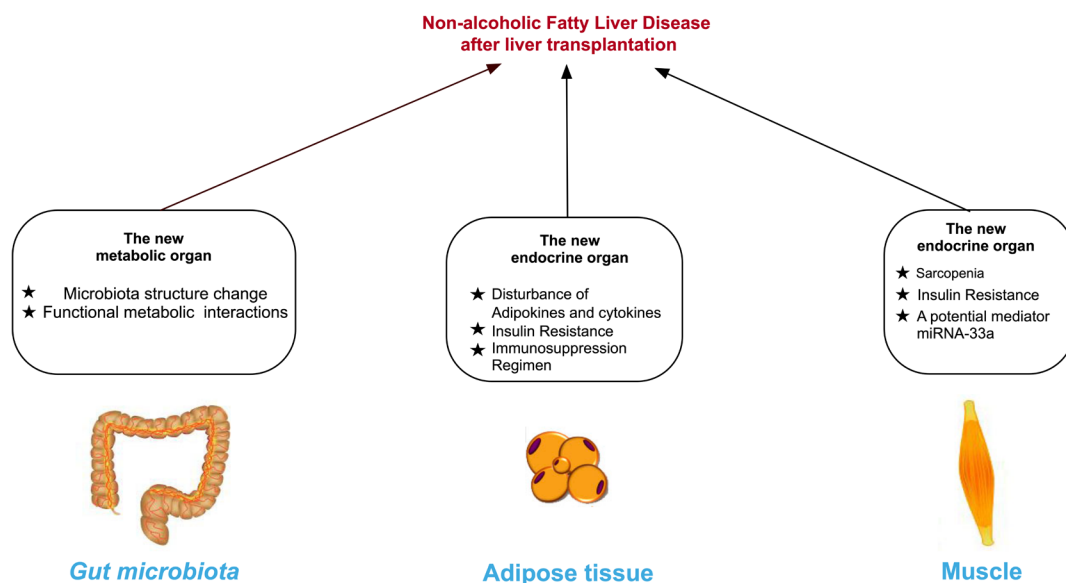 Non-alcoholic Fatty Liver Disease
after liver transplantation
The new
metabolic organ
★ Microbiota structure change
★ Functional metabolic interactions
The new
endocrine organ
★ Disturbance of
Adipokines and cytokines
★ Insulin Resistance
★ Immunosuppression
Regimen
The new
endocrine organ
★ Sarcopenia
★ Insulin Resistance
★ A potential mediator
miRNA-33a
Gut microbiota
Adipose tissue
Muscle